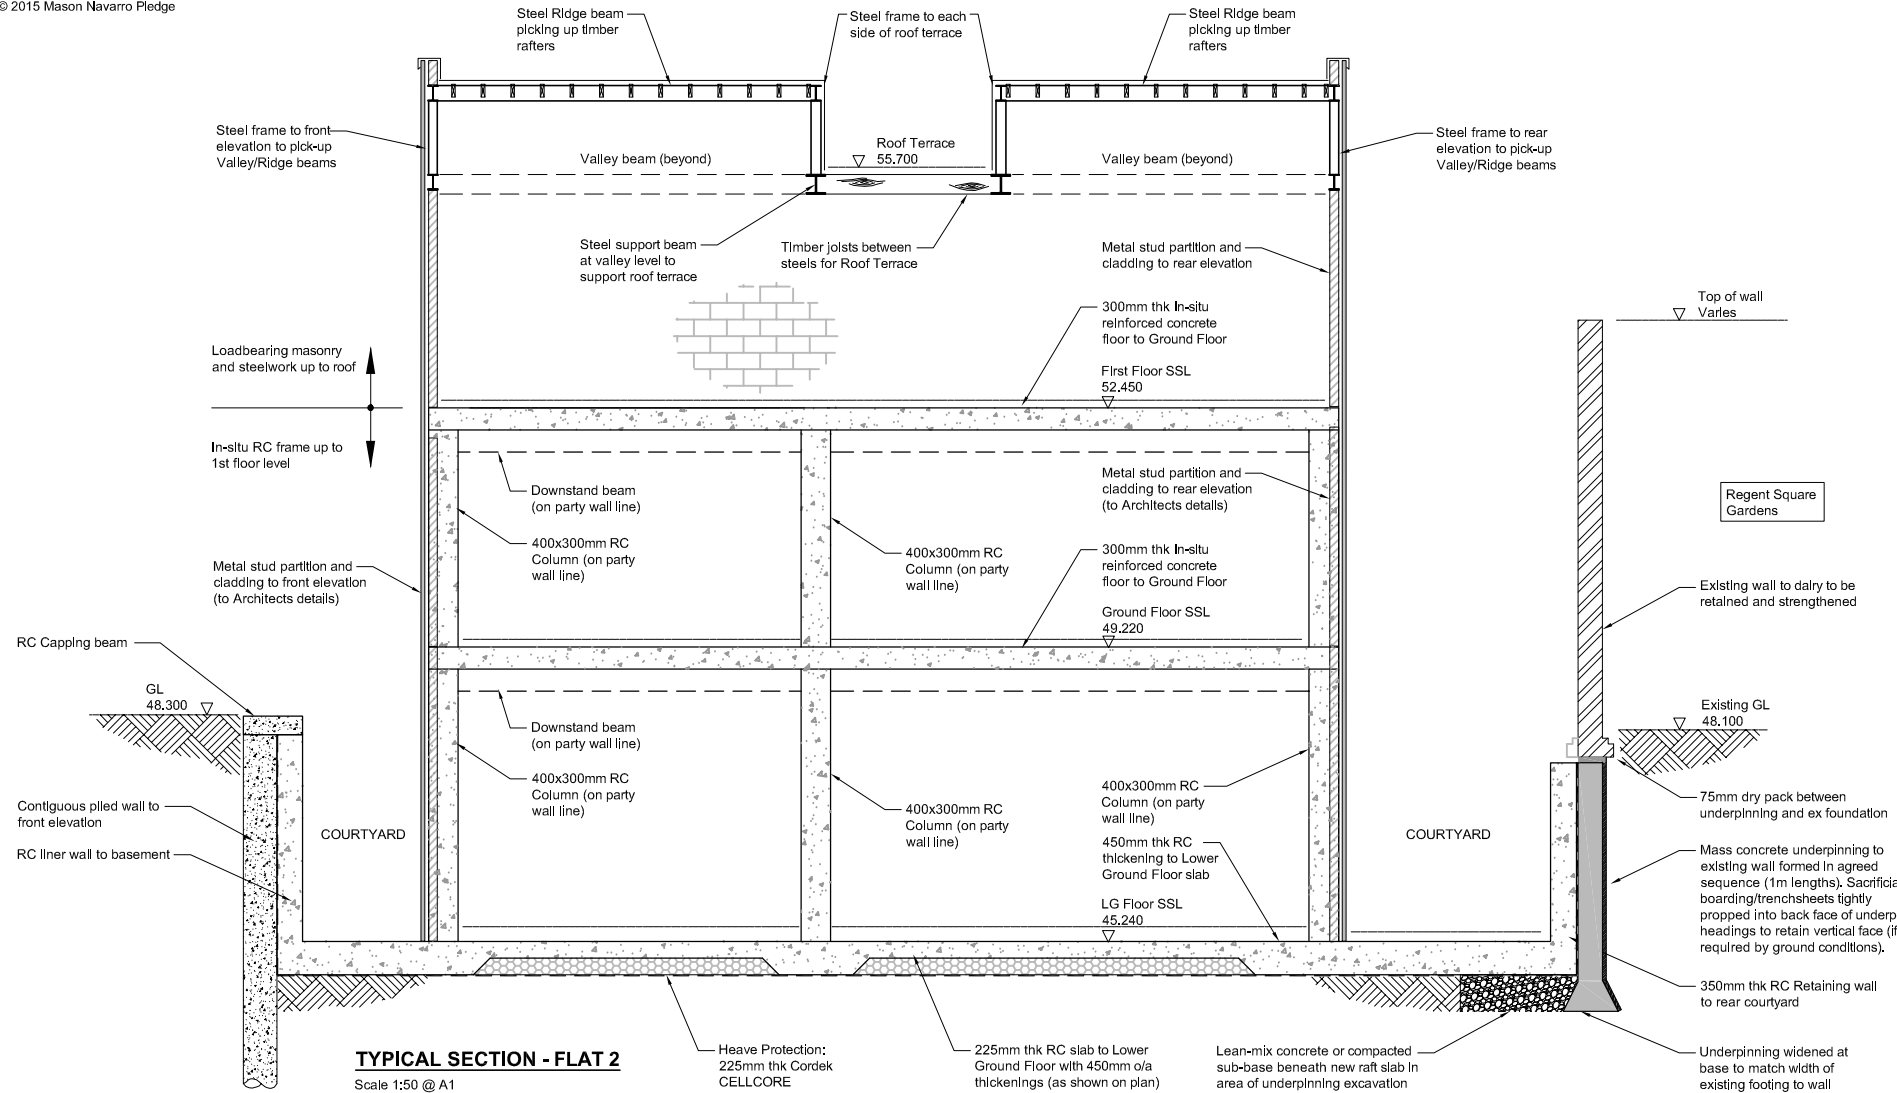 © 2015 Mason Navarro Pledge
Steel Ridge beam
picking up timber
rafters
Steel frame to each
side of roof terrace
Steel Ridge beam
picking up timber
rafters
Steel frame to front
elevation to pick-up
Valley/Ridge beams
Valley beam (beyond)
Roof Terrace
55.700
Valley beam (beyond)
Steel frame to rear
elevation to pick-up
Valley/Ridge beams
Steel support beam
at valley level to
support roof terrace
Timber joists between
steels for Roof Terrace
Metal stud partition and
cladding to rear elevation
300mm thk In-situ
reinforced concrete
floor to Ground Floor
Top of wall
Varies
Loadbearing masonry
and steelwork up to roof
First Floor SSL
52.450
In-situ RC frame up to
1st floor level
Downstand beam
(on party wall line)
Metal stud partition and
cladding to rear elevation
(to Architects details)
Regent Square
Gardens
400x300mm RC
Column (on party
wall line)
400x300mm RC
Column (on party
wall line)
300mm thk In-situ
reinforced concrete
floor to Ground Floor
Metal stud partition and
cladding to front elevation
(to Architects details)
Existing wall to dairy to be
retained and strengthened
Ground Floor SSL
49.220
RC Capping beam
GL
48.300
Existing GL
48.100
Downstand beam
(on party wall line)
400x300mm RC
Column (on party
wall line)
400x300mm RC
Column (on party
wall line)
400x300mm RC
Column (on party
wall line)
75mm dry pack between
underpinning and ex foundation
Contiguous piled wall to
front elevation
COURTYARD
COURTYARD
RC liner wall to basement
450mm thk RC
thickening to Lower
Ground Floor slab
Mass concrete underpinning to
existing wall formed in agreed
sequence (1m lengths). Sacrificia
boarding/trenchsheets tightly
propped into back face of underp
headings to retain vertical face (if
required by ground conditions).
LG Floor SSL
45.240
350mm thk RC Retaining wall
to rear courtyard
TYPICAL SECTION - FLAT 2
Scale 1:50 @ A1
Heave Protection:
225mm thk Cordek
CELLCORE
225mm thk RC slab to Lower
Ground Floor with 450mm o/a
thickenings (as shown on plan)
Lean-mix concrete or compacted
sub-base beneath new raft slab in
area of underpinning excavation
Underpinning widened at
base to match width of
existing footing to wall